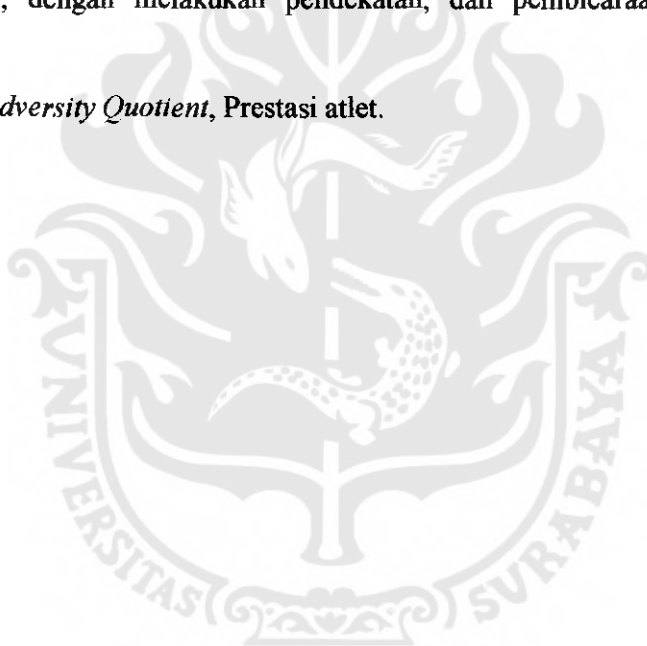 , dengan melakukan pendekatan, dan pembicaraa
dversity Quotient, Prestasi atlet.
UNIVERSITAS SURABAYA